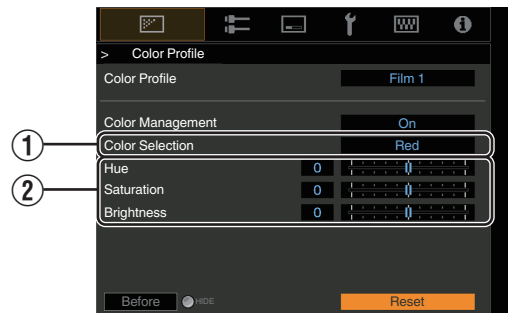 > Color Profile
Color Profile Film 1
Color Management On
① Color Selection Red
② Hue 0
Saturation 0
Brightness 0
Before HIDE Reset